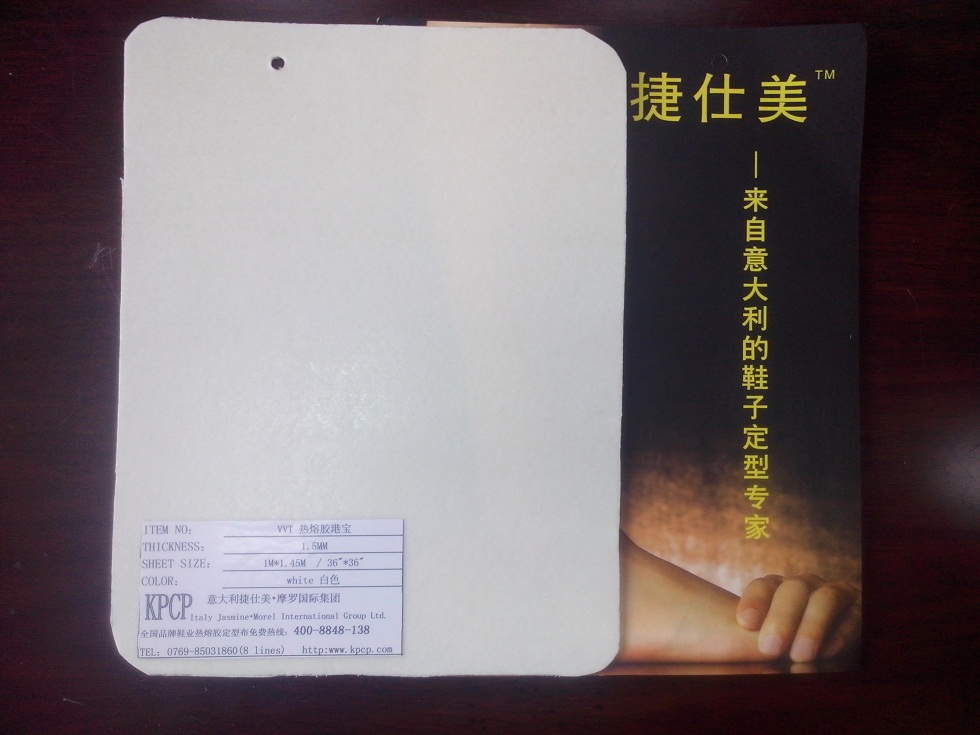 捷仕美™
—来自意大利的鞋子定型专家
ITEM NO: VVT 热熔胶港宝
THICKNESS: 1.5MM
SHEET SIZE: 1M*1.45M / 36"*36"
COLOR: white 白色
KPCP 意大利捷仕美·摩罗国际集团
Italy Jasmine·Morel International Group Ltd.
全国品牌鞋业热熔胶定型布免费热线: 400-8848-138
TEL: 0769-85031860(8 lines) http:www.kpcp.com